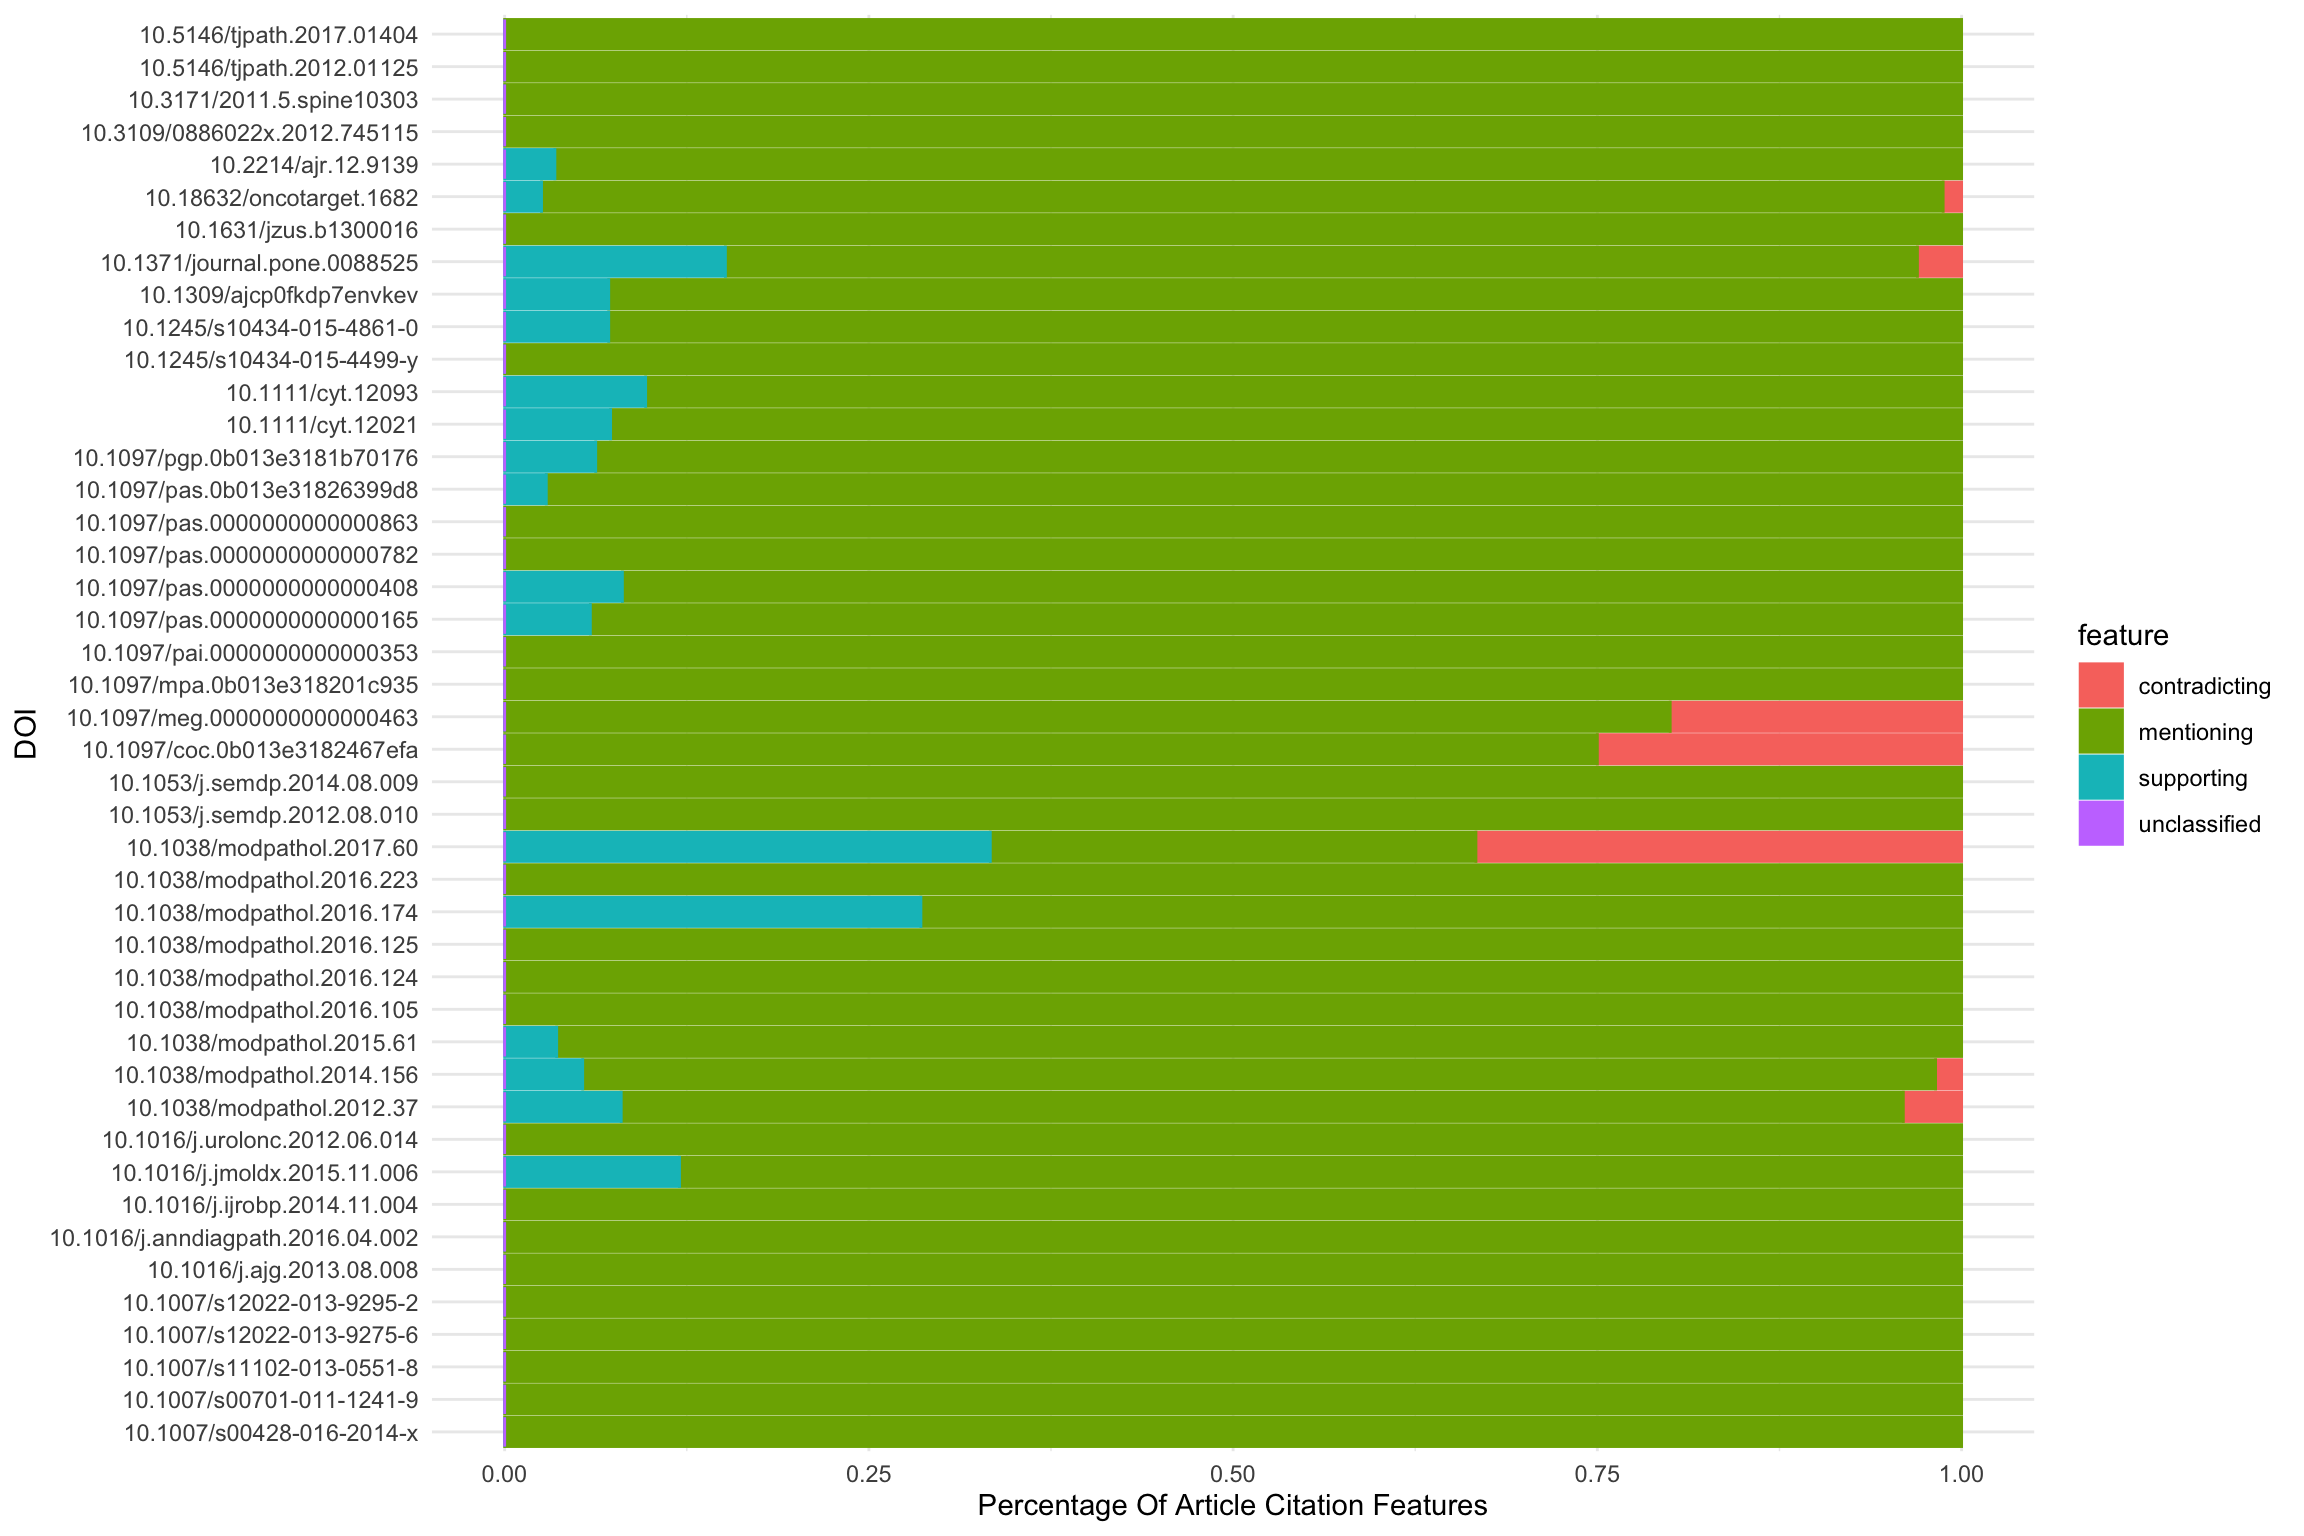 10.5146/tjpath.2017.01404
10.5146/tjpath.2012.01125
10.3171/2011.5.spine10303
10.3109/0886022x.2012.745115
10.2214/ajr.12.9139
10.18632/oncotarget.1682
10.1631/jzus.b1300016
10.1371/journal.pone.0088525
10.1309/ajcp0fkdp7envkev
10.1245/s10434-015-4861-0
10.1245/s10434-015-4499-y
10.1111/cyt.12093
10.1111/cyt.12021
10.1097/pgp.0b013e3181b70176
10.1097/pas.0b013e31826399d8
10.1097/pas.0000000000000863
10.1097/pas.0000000000000782
10.1097/pas.0000000000000408
10.1097/pas.0000000000000165
10.1097/pai.0000000000000353
10.1097/mpa.0b013e318201c935
10.1097/meg.0000000000000463
10.1097/coc.0b013e3182467efa
10.1053/j.semdp.2014.08.009
10.1053/j.semdp.2012.08.010
10.1038/modpathol.2017.60
10.1038/modpathol.2016.223
10.1038/modpathol.2016.174
10.1038/modpathol.2016.125
10.1038/modpathol.2016.124
10.1038/modpathol.2016.105
10.1038/modpathol.2015.61
10.1038/modpathol.2014.156
10.1038/modpathol.2012.37
10.1016/j.urolonc.2012.06.014
10.1016/j.jmoldx.2015.11.006
10.1016/j.ijrobp.2014.11.004
10.1016/j.anndiagpath.2016.04.002
10.1016/j.ajg.2013.08.008
10.1007/s12022-013-9295-2
10.1007/s12022-013-9275-6
10.1007/s11102-013-0551-8
10.1007/s00701-011-1241-9
10.1007/s00428-016-2014-x
DOI
0.00 0.25 0.50 0.75 1.00
Percentage Of Article Citation Features
feature
contradicting
mentioning
supporting
unclassified